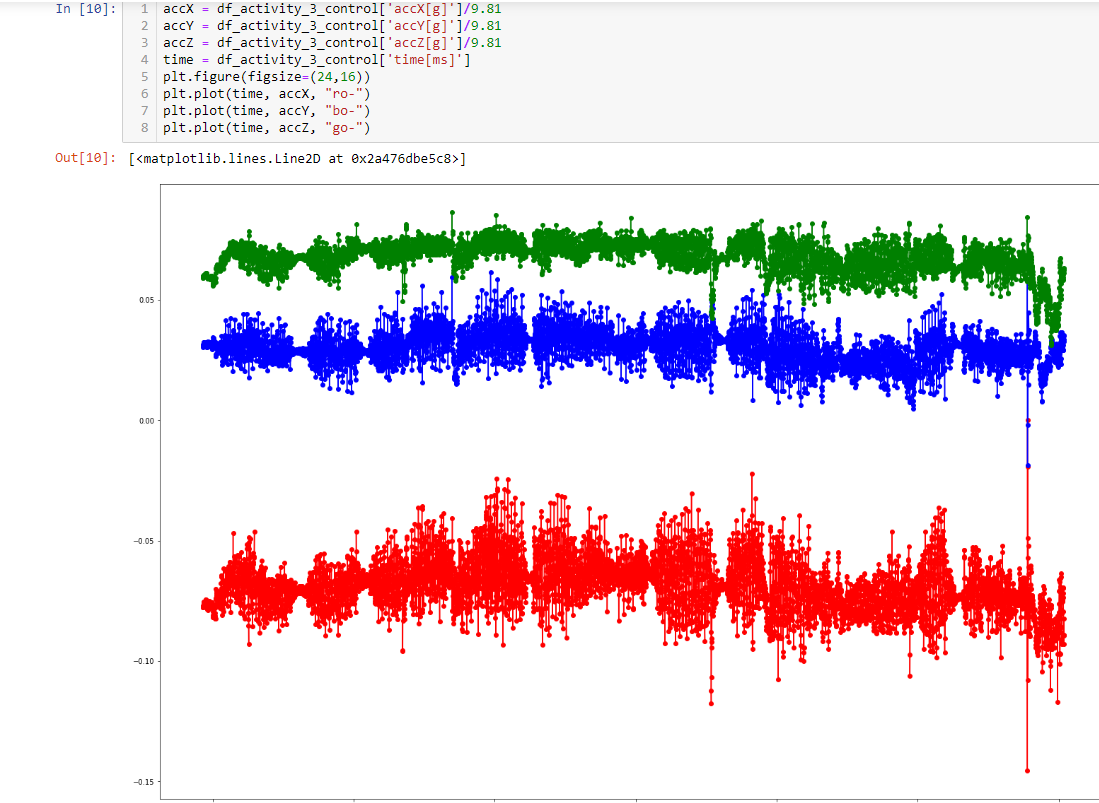 In [10]:
1 accX = df_activity_3_control['accX[g]']/9.81
2 accY = df_activity_3_control['accY[g]']/9.81
3 accZ = df_activity_3_control['accZ[g]']/9.81
4 time = df_activity_3_control['time[ms]']
5 plt.figure(figsize=(24,16))
6 plt.plot(time, accX, "ro-")
7 plt.plot(time, accY, "bo-")
8 plt.plot(time, accZ, "go-")
Out[10]: [<matplotlib.lines.Line2D at 0x2a476dbe5c8>]
0.05
0.00
−0.05
−0.10
−0.15